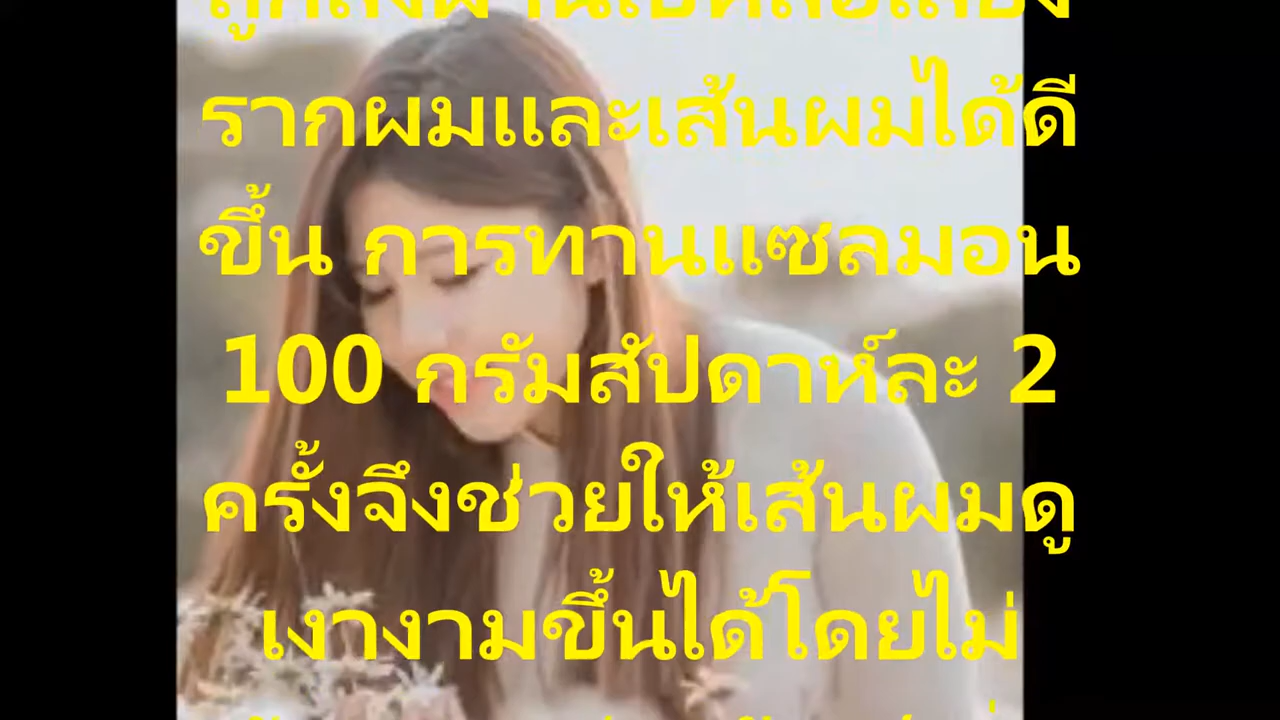 รากผมและเส้นผมได้ดี
ขึ้น การทานแซลมอน
100 กรัมสัปดาห์ละ 2
ครั้งจึงช่วยให้เส้นผมดู
เงางามขึ้นได้โดยไม่